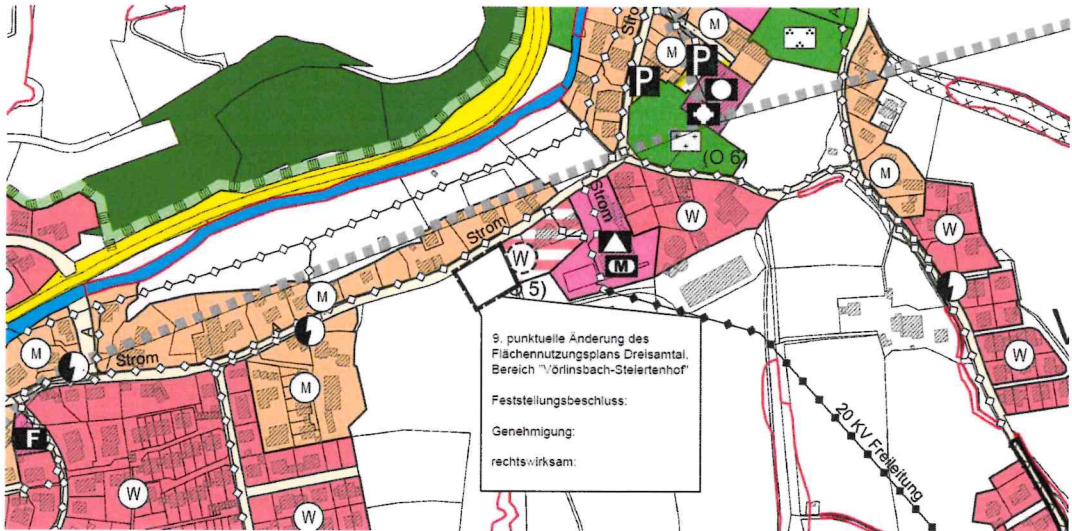 M
Strom
M
P
P
(O 6)
M
Strom
W
Strom
W
M
W
5)
M
M
Strom
M
W
F
W
W
9. punktuelle Änderung des
Flächennutzungsplans Dreisamtal,
Bereich "Vörlinsbach-Steiertenhof"
Feststellungsbeschluss:
Genehmigung:
rechtswirksam:
20 KV Freileitung